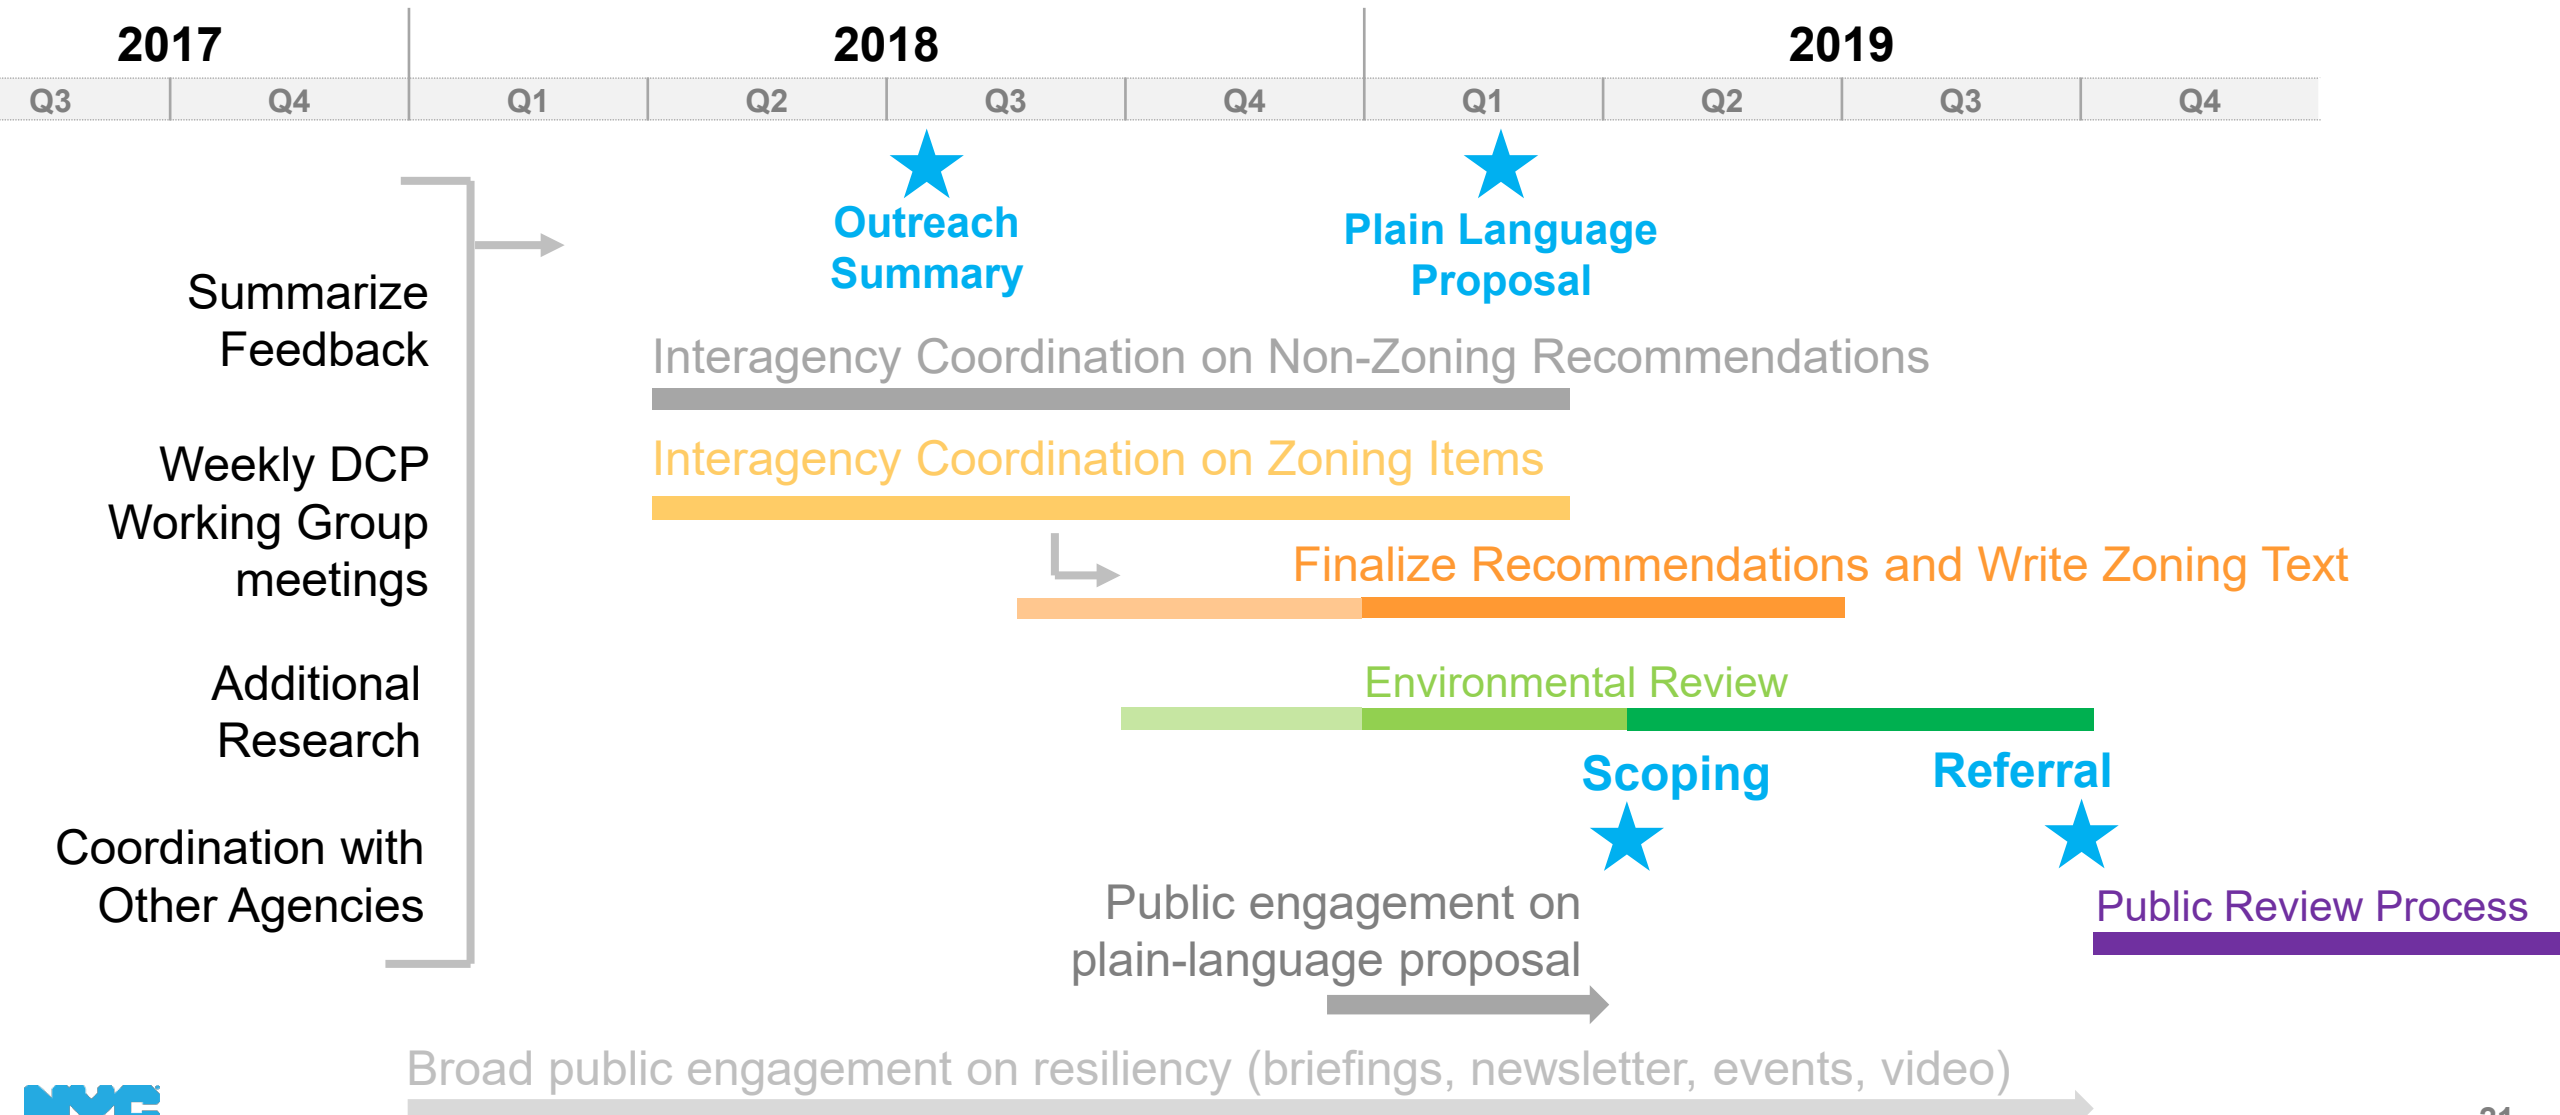 2017
2018
2019
Q3
Q4
Q1
Q2
Q3
Q4
Q1
Q2
Q3
Q4
Outreach
Summary
Plain Language
Proposal
Summarize
Feedback
Weekly DCP
Working Group
meetings
Additional
Research
Coordination with
Other Agencies
Interagency Coordination on Non-Zoning Recommendations
Interagency Coordination on Zoning Items
Finalize Recommendations and Write Zoning Text
Environmental Review
Scoping
Referral
Public engagement on
plain-language proposal
Public Review Process
Broad public engagement on resiliency (briefings, newsletter, events, video)
NYC